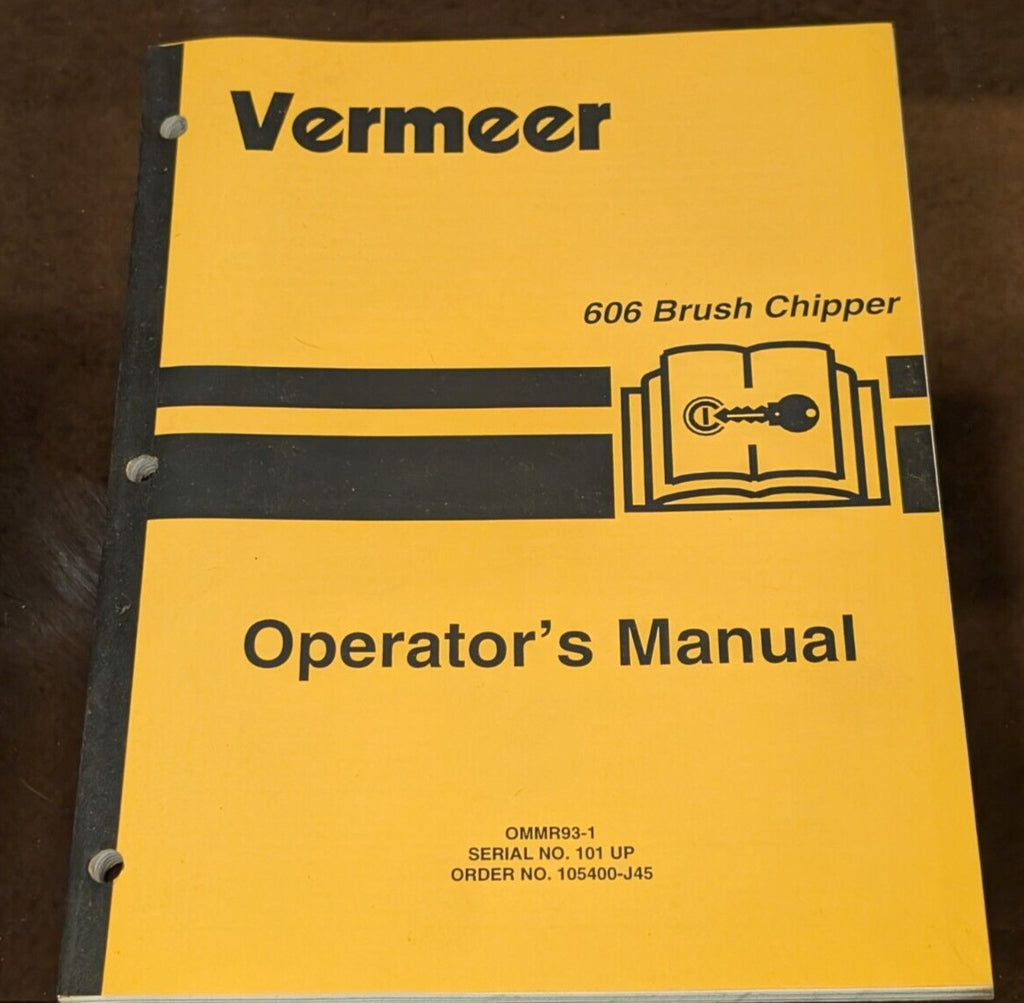 Vermeer
606 Brush Chipper
Operator’s Manual
OMMR93-1
SERIAL NO. 101 UP
ORDER NO. 105400-J45